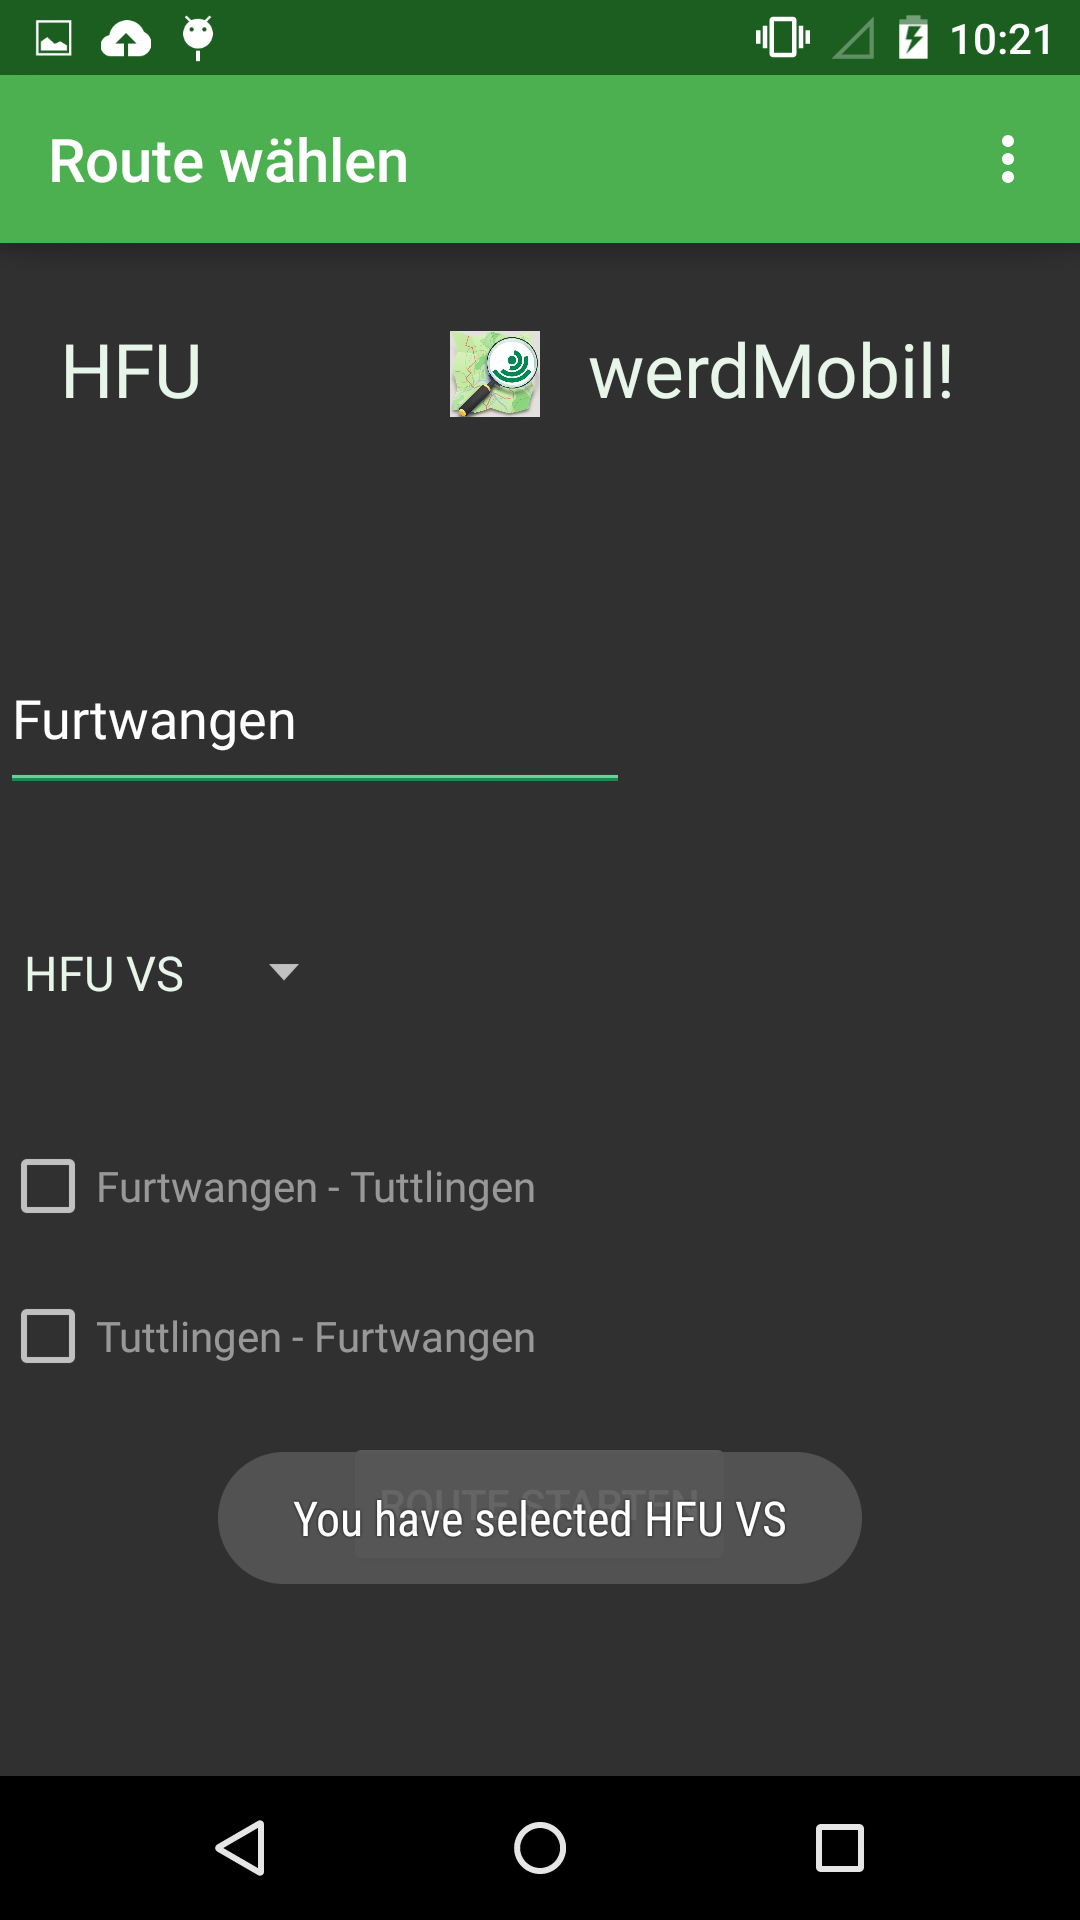 10:21
Route wählen
HFU werdMobil!
Furtwangen
HFU VS
Furtwangen - Tuttlingen
Tuttlingen - Furtwangen
ROUTE STARTEN
You have selected HFU VS